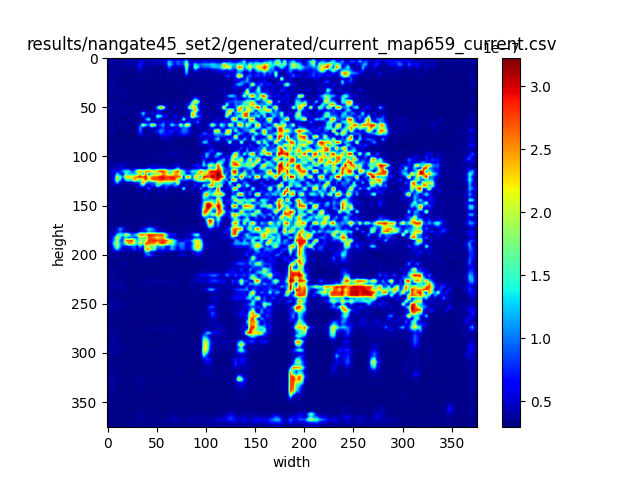 results/nangate45_set2/generated/current_map659_current.csv
1e−7
0
50
100
150
200
250
300
350
height
0 50 100 150 200 250 300 350
width
3.0
2.5
2.0
1.5
1.0
0.5